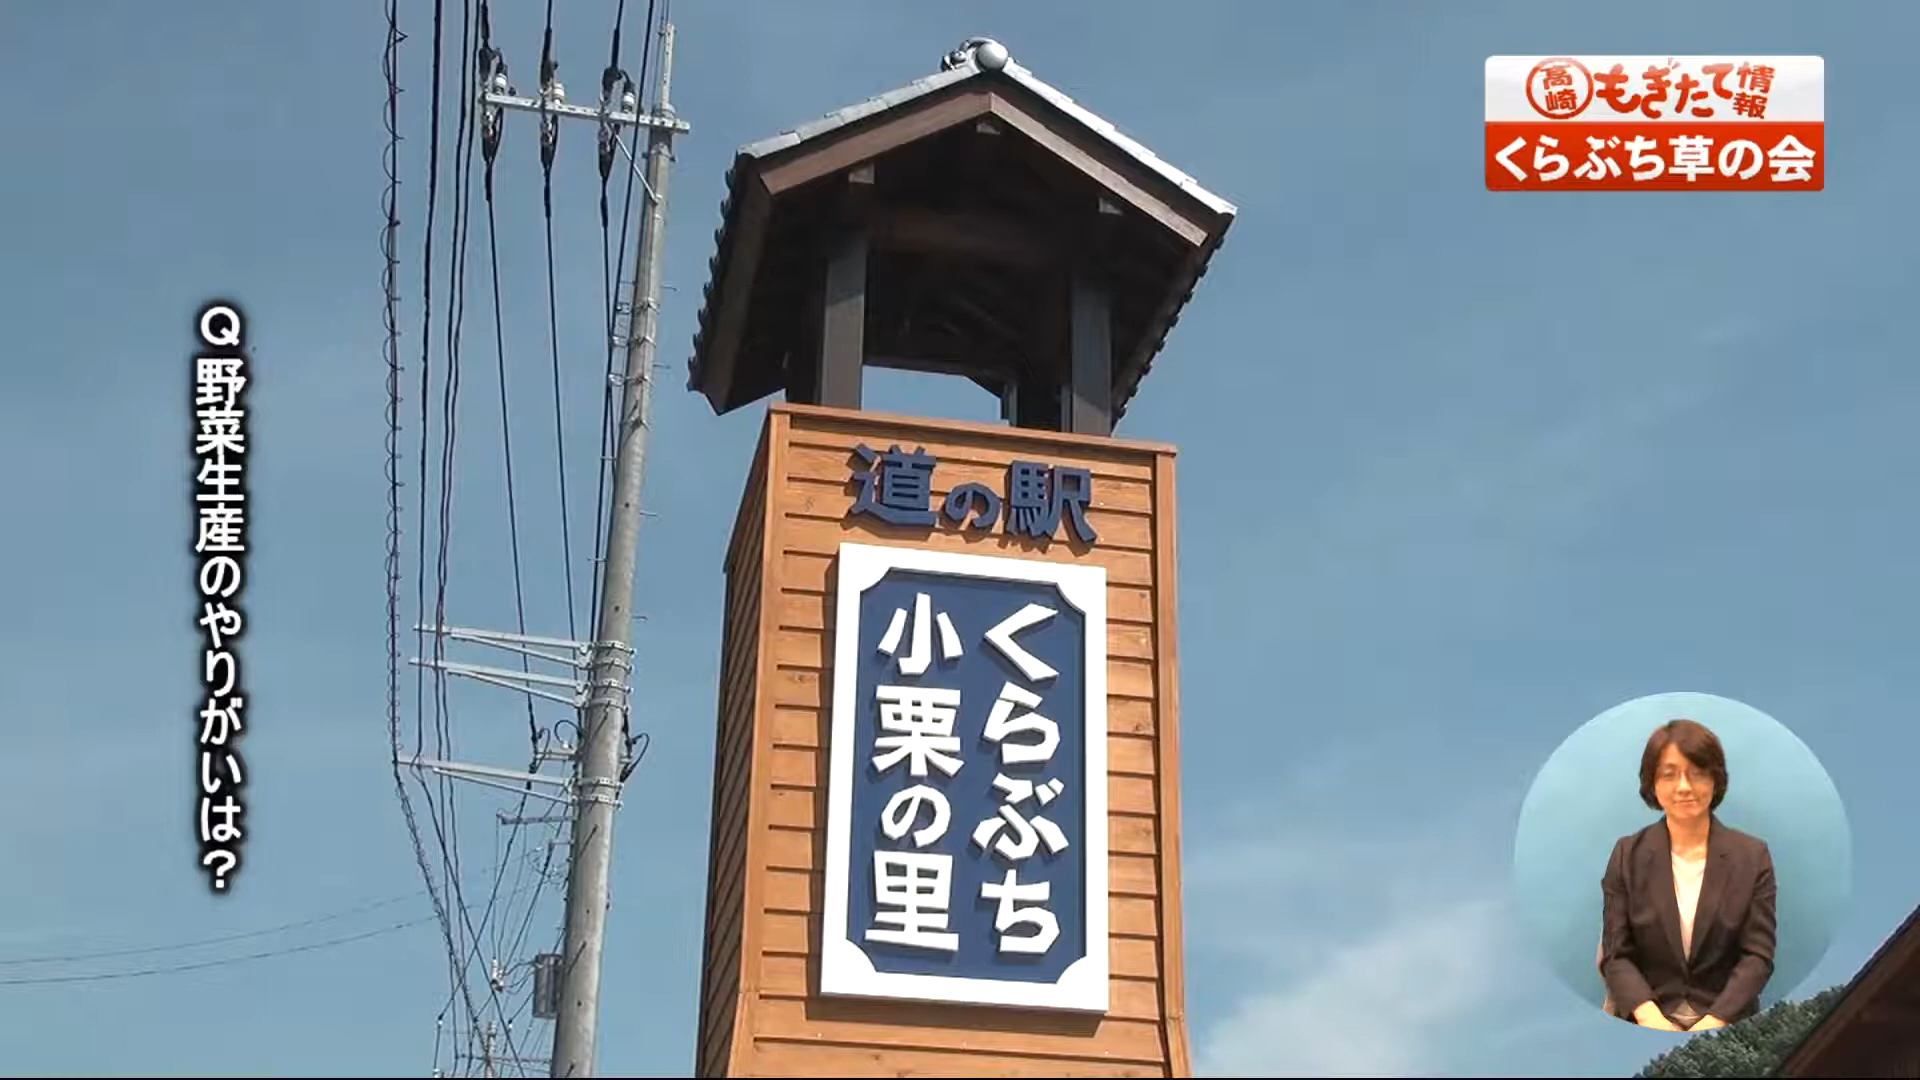 高崎 もぎたて情報
くらぶち草の会
Q 野菜生産のやりがいは？
道の駅
くらぶち
小栗の里